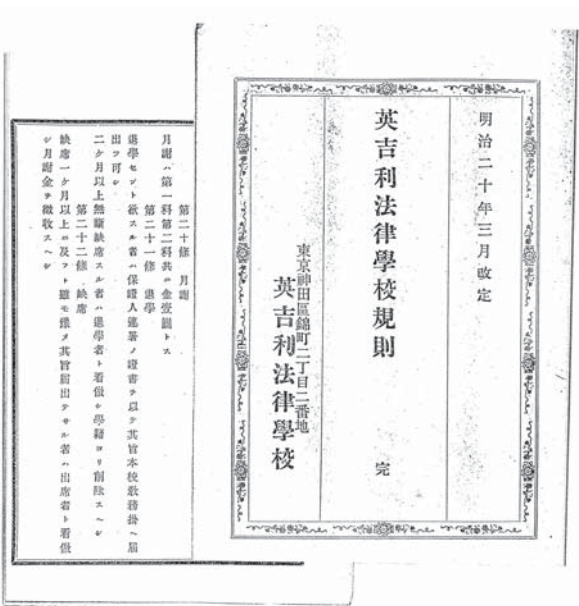 明治二十年三月改定
英吉利法律學校規則
完
東京神田區錦町二丁目二番地
英吉利法律學校
第二十條 月謝
月謝ハ第一科第二科共ニ金壹圓トス
第二十一條 退學
退學セント欲スル者ハ保證人連署ノ證書ヲ以テ其旨本校敎務掛ヘ届
出ツ可シ
二ケ月以上無斷缺席スル者ハ退學者ト看做シ學籍ヨリ削除スヘシ
第二十二條 缺席
缺席一ケ月以上ニ及フト雖モ豫メ其旨届出テサル者ハ出席者ト看做
シ月謝金ヲ徴收スヘシ